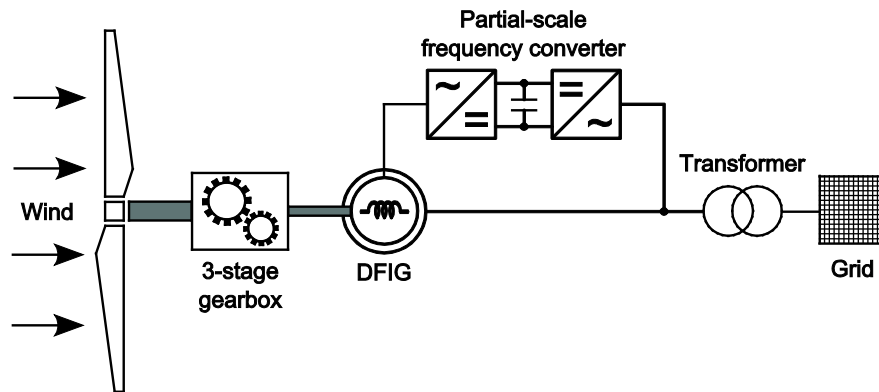 Partial-scale
frequency converter
Transformer
Wind
3-stage
gearbox
DFIG
Grid